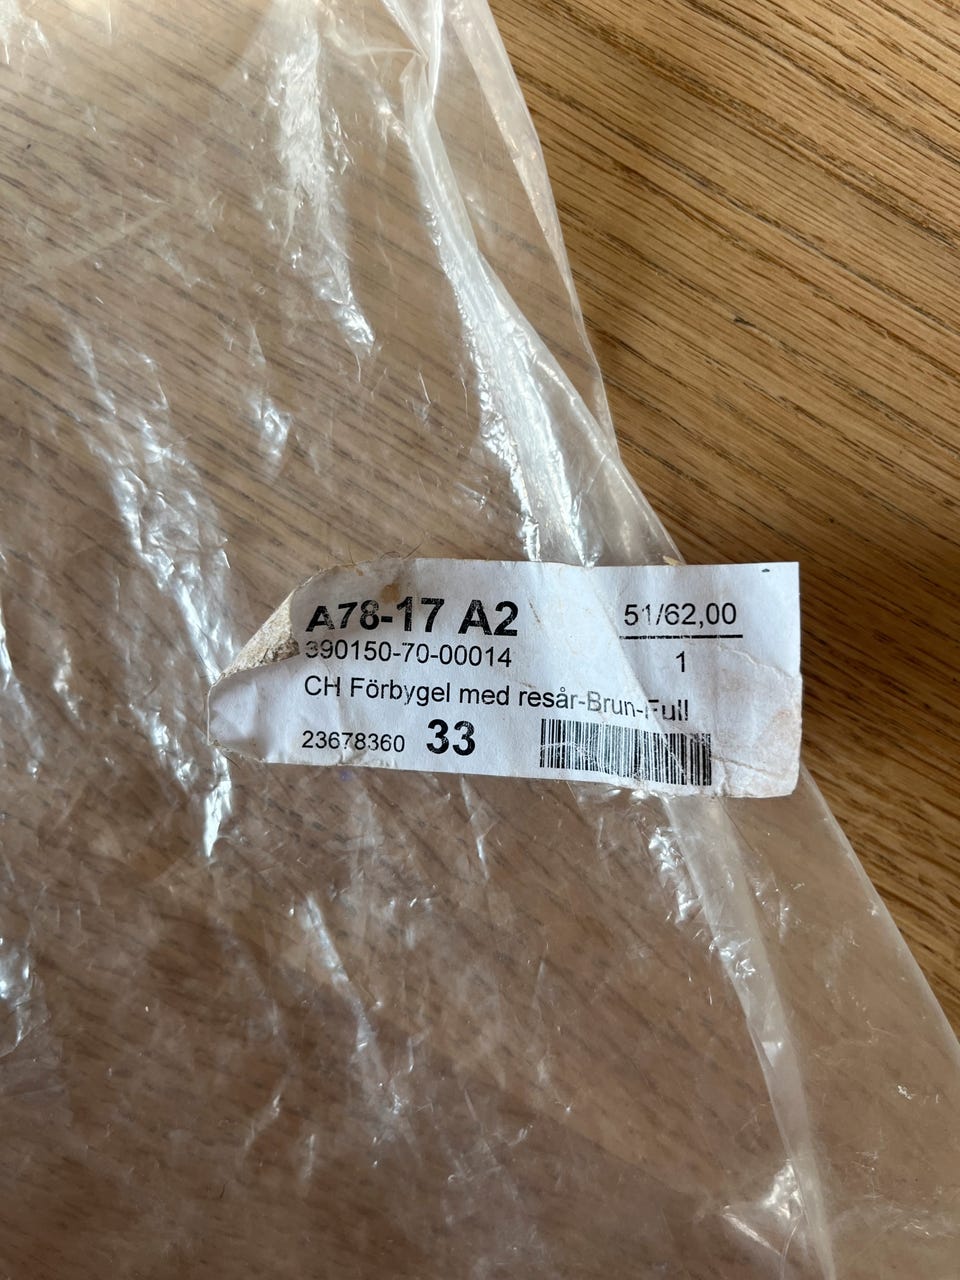 A78-17 A2 51/62,00
390150-70-00014 1
CH Förbygel med resår-Brun-Full
23678360 33